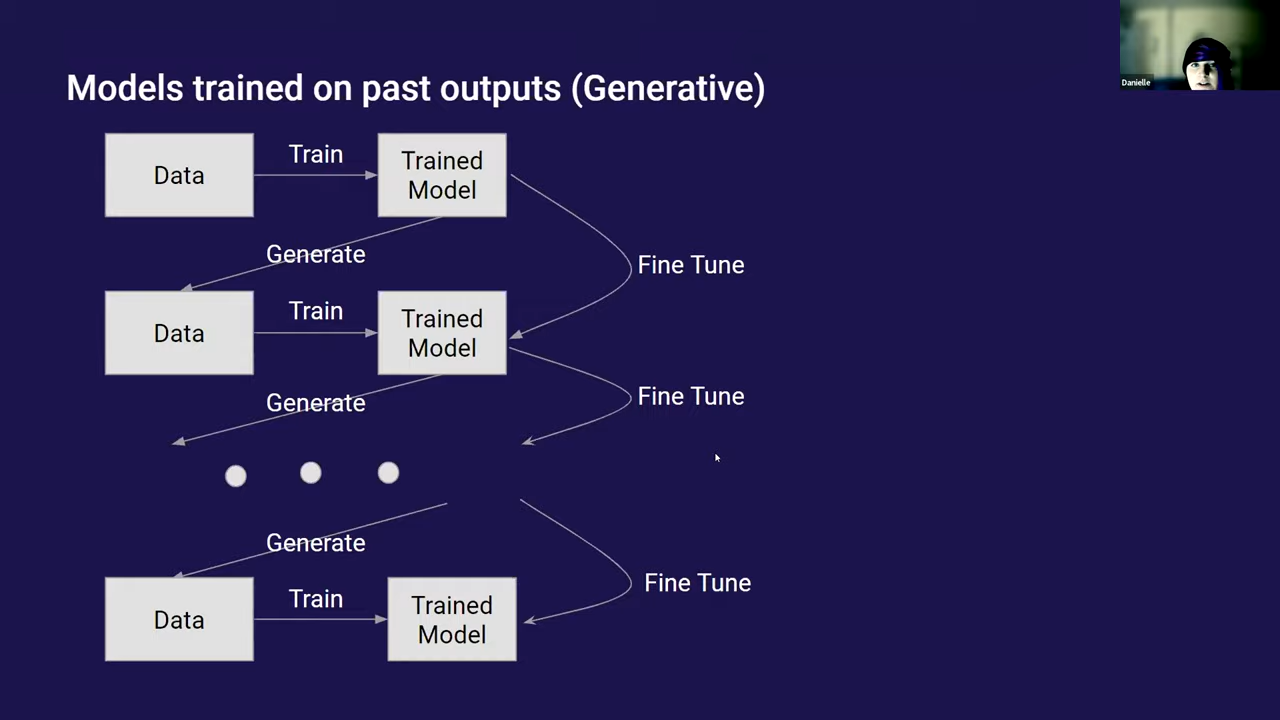 Models trained on past outputs (Generative)
Danielle
Data
Train
Trained
Model
Generate
Fine Tune
Data
Train
Trained
Model
Generate
Fine Tune
Generate
Fine Tune
Data
Train
Trained
Model